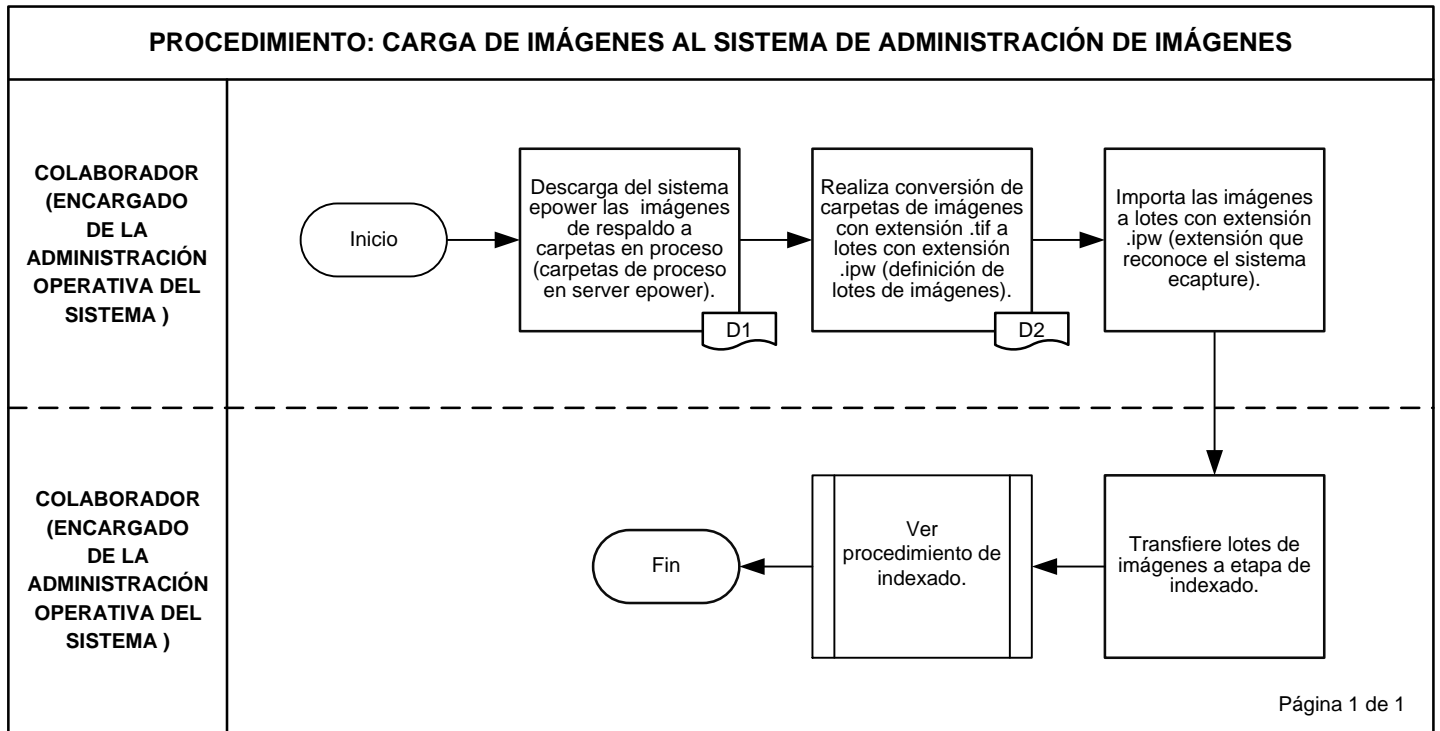 PROCEDIMIENTO: CARGA DE IMÁGENES AL SISTEMA DE ADMINISTRACIÓN DE IMÁGENES
COLABORADOR
(ENCARGADO
DE LA
ADMINISTRACIÓN
OPERATIVA DEL
SISTEMA )
Inicio
Descarga del sistema
epower las imágenes
de respaldo a
carpetas en proceso
(carpetas de proceso
en server epower).
D1
Realiza conversión de
carpetas de imágenes
con extensión .tif a
lotes con extensión
.ipw (definición de
lotes de imágenes).
D2
Importa las imágenes
a lotes con extensión
.ipw (extensión que
reconoce el sistema
ecapture).
COLABORADOR
(ENCARGADO
DE LA
ADMINISTRACIÓN
OPERATIVA DEL
SISTEMA )
Fin
Ver
procedimiento de
indexado.
Transfiere lotes de
imágenes a etapa de
indexado.
Página 1 de 1